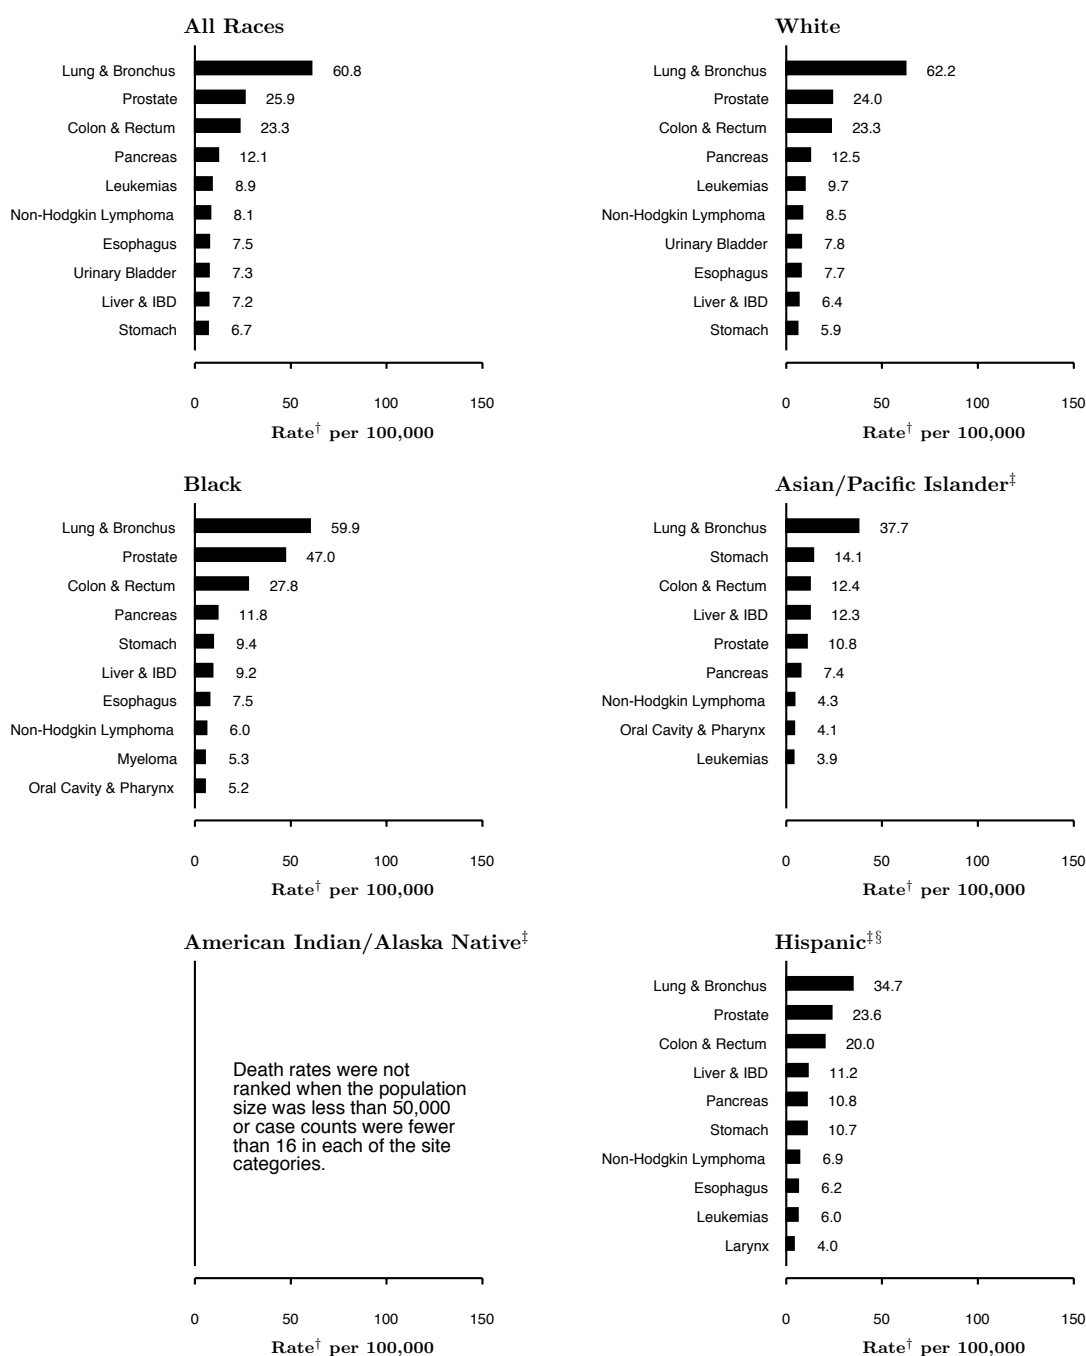 All Races
Lung & Bronchus 60.8
Prostate 25.9
Colon & Rectum 23.3
Pancreas 12.1
Leukemias 8.9
Non-Hodgkin Lymphoma 8.1
Esophagus 7.5
Urinary Bladder 7.3
Liver & IBD 7.2
Stomach 6.7
0 50 100 150
Rate† per 100,000
White
Lung & Bronchus 62.2
Prostate 24.0
Colon & Rectum 23.3
Pancreas 12.5
Leukemias 9.7
Non-Hodgkin Lymphoma 8.5
Urinary Bladder 7.8
Esophagus 7.7
Liver & IBD 6.4
Stomach 5.9
0 50 100 150
Rate† per 100,000
Black
Lung & Bronchus 59.9
Prostate 47.0
Colon & Rectum 27.8
Pancreas 11.8
Stomach 9.4
Liver & IBD 9.2
Esophagus 7.5
Non-Hodgkin Lymphoma 6.0
Myeloma 5.3
Oral Cavity & Pharynx 5.2
0 50 100 150
Rate† per 100,000
Asian/Pacific Islander‡
Lung & Bronchus 37.7
Stomach 14.1
Colon & Rectum 12.4
Liver & IBD 12.3
Prostate 10.8
Pancreas 7.4
Non-Hodgkin Lymphoma 4.3
Oral Cavity & Pharynx 4.1
Leukemias 3.9
0 50 100 150
Rate† per 100,000
American Indian/Alaska Native‡
Death rates were not
ranked when the population
size was less than 50,000
or case counts were fewer
than 16 in each of the site
categories.
0 50 100 150
Rate† per 100,000
Hispanic‡§
Lung & Bronchus 34.7
Prostate 23.6
Colon & Rectum 20.0
Liver & IBD 11.2
Pancreas 10.8
Stomach 10.7
Non-Hodgkin Lymphoma 6.9
Esophagus 6.2
Leukemias 6.0
Larynx 4.0
0 50 100 150
Rate† per 100,000